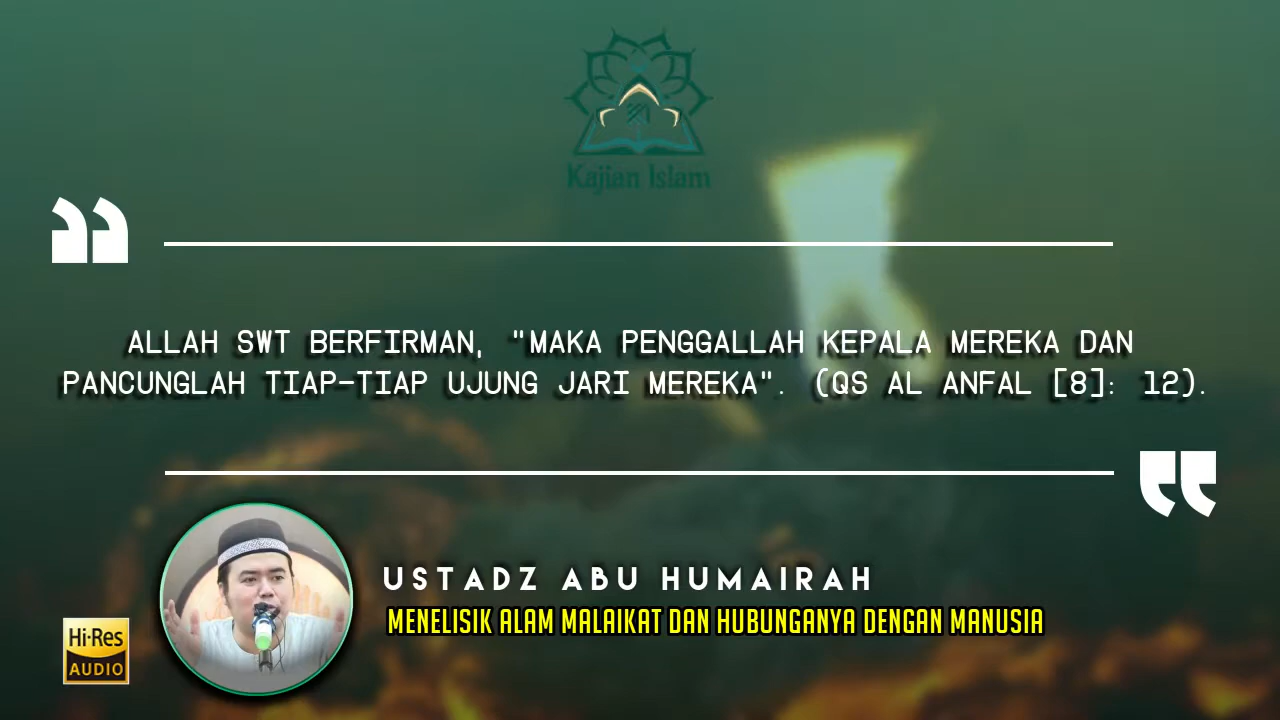 Kajian Islam
ALLAH SWT BERFIRMAN, "MAKA PENGGALLAH KEPALA MEREKA DAN
PANCUNGLAH TIAP-TIAP UJUNG JARI MEREKA". (QS AL ANFAL [8]: 12).
USTADZ ABU HUMAIRAH
MENELISIK ALAM MALAIKAT DAN HUBUNGANYA DENGAN MANUSIA
Hi-Res
AUDIO